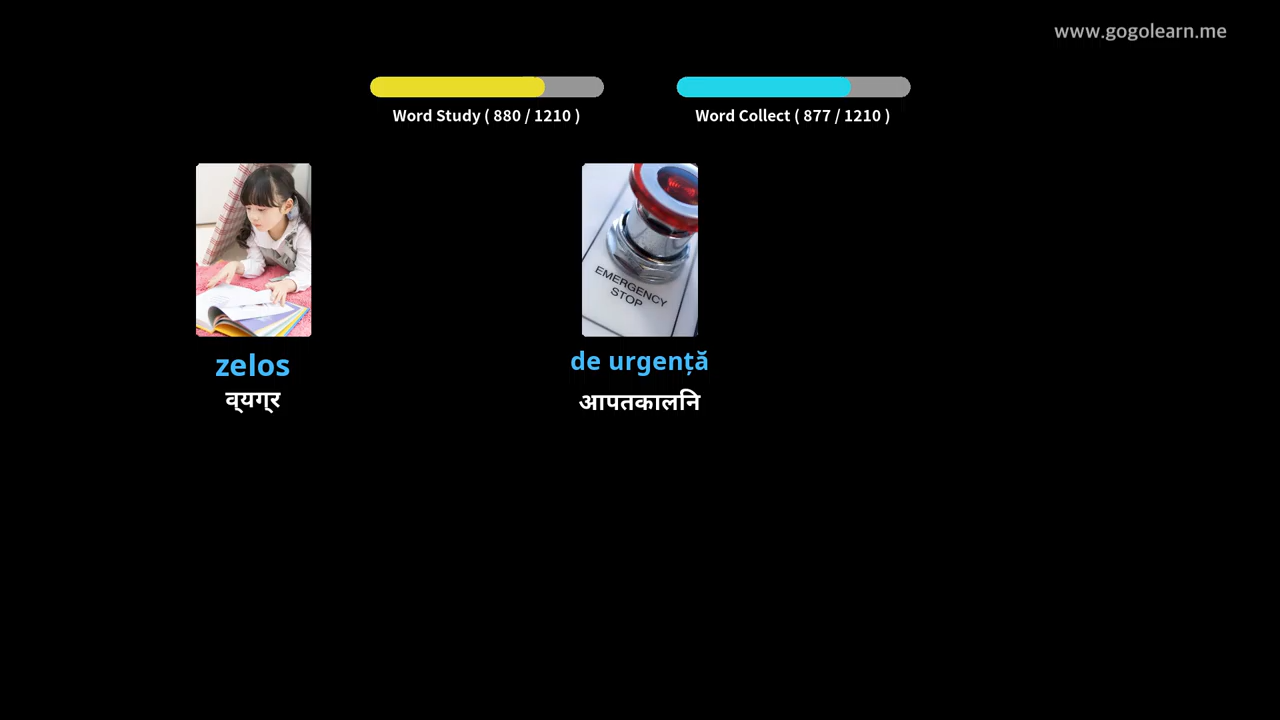 www.gogolearn.me
Word Study ( 880 / 1210 )
Word Collect ( 877 / 1210 )
EMERGENCY
STOP
zelos
de urgență
व्‌यग्‌र
आपतकालनि